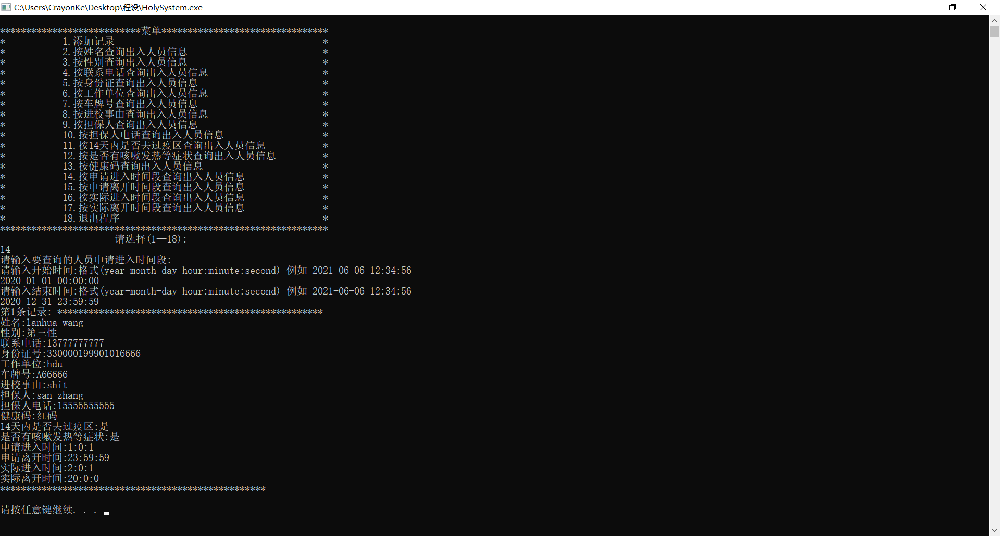 C:\Users\CrayonKe\Desktop\程设\HolySystem.exe
***************************菜单********************************
* 1.添加记录 *
* 2.按姓名查询出入人员信息 *
* 3.按性别查询出入人员信息 *
* 4.按联系电话查询出入人员信息 *
* 5.按身份证查询出入人员信息 *
* 6.按工作单位查询出入人员信息 *
* 7.按车牌号查询出入人员信息 *
* 8.按进校事由查询出入人员信息 *
* 9.按担保人查询出入人员信息 *
* 10.按担保人电话查询出入人员信息 *
* 11.按14天内是否去过疫区查询出入人员信息 *
* 12.按是否有咳嗽发热等症状查询出入人员信息 *
* 13.按健康码查询出入人员信息 *
* 14.按申请进入时间段查询出入人员信息 *
* 15.按申请离开时间段查询出入人员信息 *
* 16.按实际进入时间段查询出入人员信息 *
* 17.按实际离开时间段查询出入人员信息 *
* 18.退出程序 *
***************************************************************
请选择(1—18):
14
请输入要查询的人员申请进入时间段:
请输入开始时间:格式(year-month-day hour:minute:second) 例如 2021-06-06 12:34:56
2020-01-01 00:00:00
请输入结束时间:格式(year-month-day hour:minute:second) 例如 2021-06-06 12:34:56
2020-12-31 23:59:59
第1条记录: ***************************************************
姓名:lanhua wang
性别:第三性
联系电话:13777777777
身份证号:330000199901016666
工作单位:hdu
车牌号:A66666
进校事由:shit
担保人:san zhang
担保人电话:15555555555
健康码:红码
14天内是否去过疫区:是
是否有咳嗽发热等症状:是
申请进入时间:1:0:1
申请离开时间:23:59:59
实际进入时间:2:0:1
实际离开时间:20:0:0
***************************************************
请按任意键继续. . .